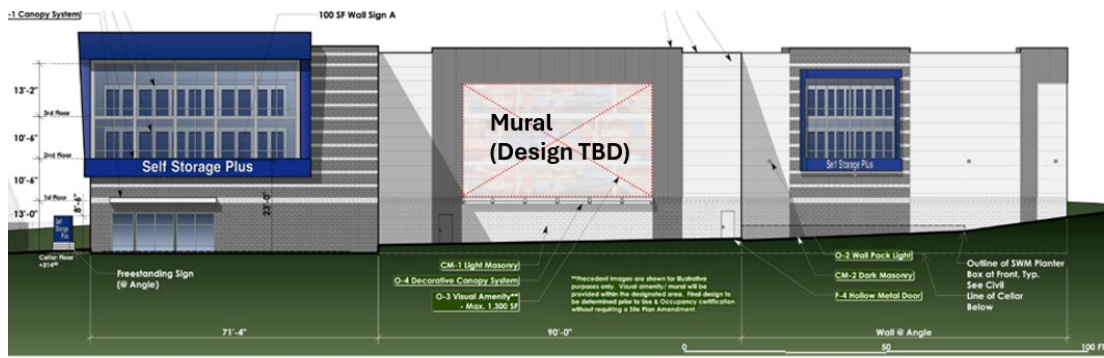 -1 Canopy System
100 SF Wall Sign A
13'-2"
3rd Floor
10'-6"
2nd Floor
10'-6"
1st Floor
13'-0"
8'-6"
23'-0"
Cellar Floor
Self Storage Plus
Self Storage Plus
Self
Storage
Plus
Mural
(Design TBD)
Freestanding Sign
(@ Angle)
CM-1 Light Masonry
O-4 Decorative Canopy System
O-3 Visual Amenity**
- Max. 1,300 SF
**Precedent images are shown for illustrative
purposes only. Visual amenity/ mural will be
provided within the designated area. Final design to
be determined prior to Use & Occupancy certification
without requiring a Site Plan Amendment.
O-2 Wall Pack Light
CM-2 Dark Masonry
F-4 Hollow Metal Door
Outline of SWM Planter
Box at Front, Typ.
See Civil
Line of Cellar
Below
71'-4"
90'-0"
Wall @ Angle
0
50
100 FT